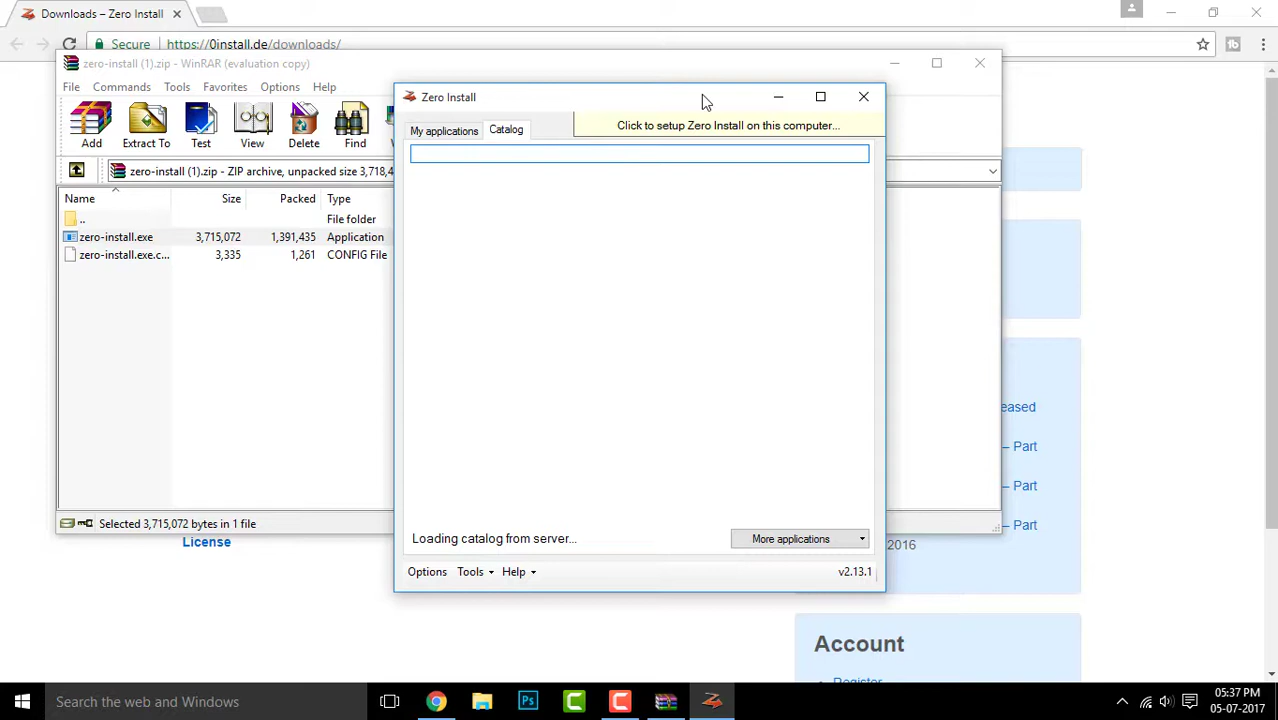 Downloads – Zero Install
Secure https://0install.de/downloads/
zero-install (1).zip - WinRAR (evaluation copy)
File Commands Tools Favorites Options Help
Add Extract To Test View Delete Find
zero-install (1).zip - ZIP archive, unpacked size 3,718,4
Name Size Packed Type
.. File folder
zero-install.exe 3,715,072 1,391,435 Application
zero-install.exe.c... 3,335 1,261 CONFIG File
Selected 3,715,072 bytes in 1 file
Zero Install
Click to setup Zero Install on this computer...
My applications Catalog
Loading catalog from server...
More applications
Options Tools Help v2.13.1
eased
– Part
– Part
– Part
2016
License
Account
Register
Ps
Search the web and Windows
05:37 PM
05-07-2017